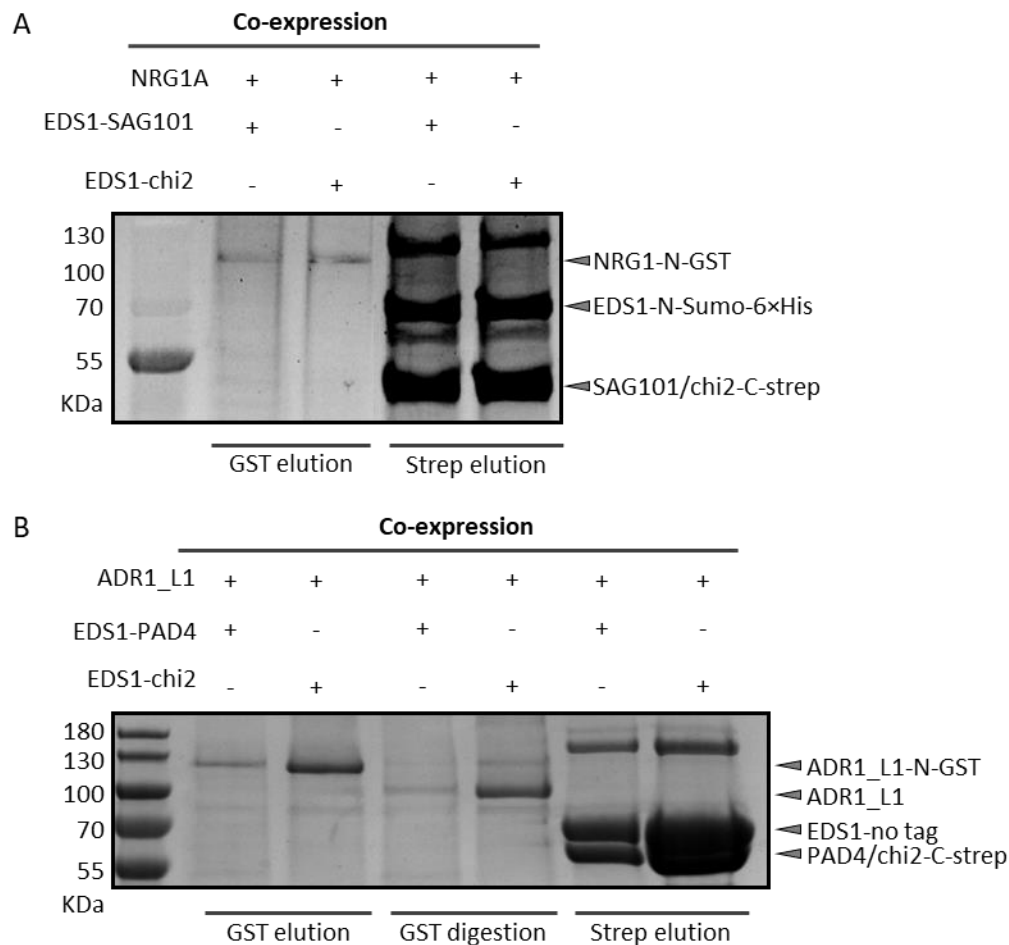 A
Co-expression
NRG1A + + + +
EDS1-SAG101 + - + -
EDS1-chi2 - + - +
130
100
70
55
KDa
NRG1-N-GST
EDS1-N-Sumo-6×His
SAG101/chi2-C-strep
GST elution
Strep elution
B
Co-expression
ADR1_L1 + + + + + +
EDS1-PAD4 + - + - + -
EDS1-chi2 - + - + - +
180
130
100
70
55
KDa
ADR1_L1-N-GST
ADR1_L1
EDS1-no tag
PAD4/chi2-C-strep
GST elution
GST digestion
Strep elution